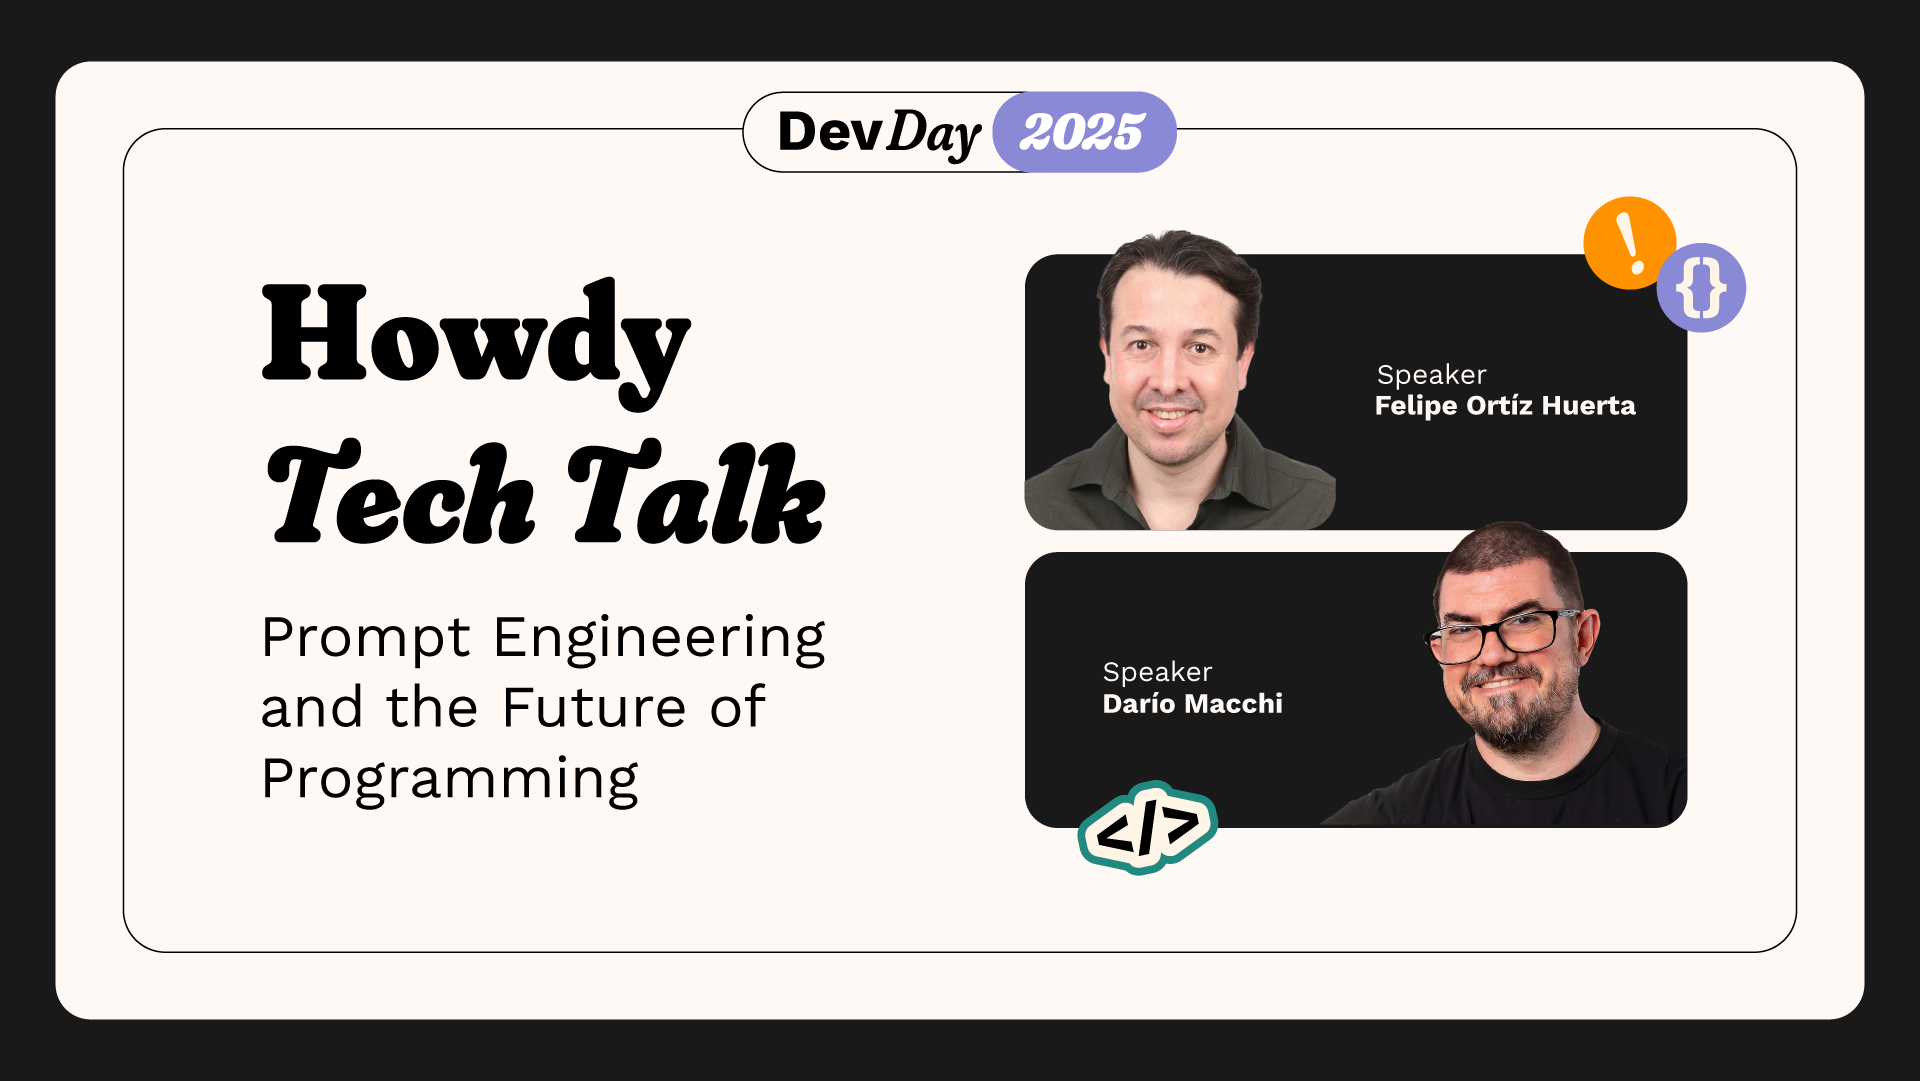 DevDay 2025
Howdy
Tech Talk
Prompt Engineering
and the Future of
Programming
!
{}
Speaker
Felipe Ortíz Huerta
Speaker
Darío Macchi
</>